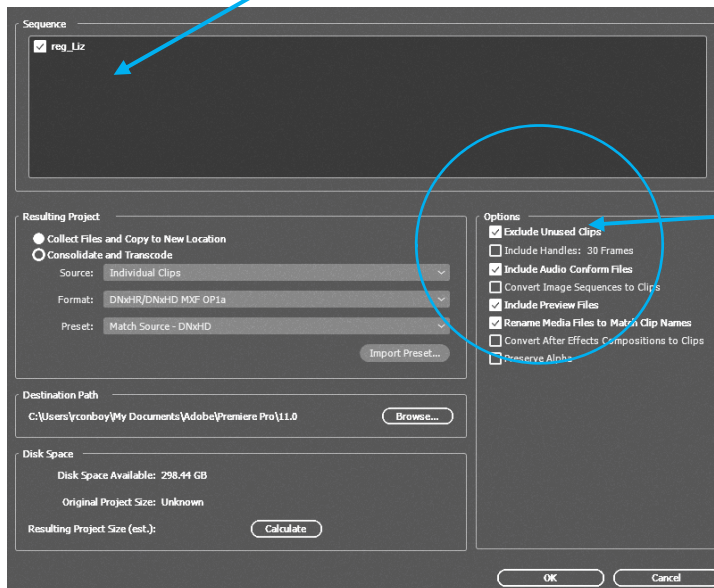 Sequence
reg_Liz
Resulting Project
Collect Files and Copy to New Location
Consolidate and Transcode
Source: Individual Clips
Format: DNxHR/DNxHD MXF OP1a
Preset: Match Source - DNxHD
Import Preset...
Destination Path
C:\Users\rconboy\My Documents\Adobe\Premiere Pro\11.0
Browse...
Disk Space
Disk Space Available: 298.44 GB
Original Project Size: Unknown
Resulting Project Size (est.):
Calculate
Options
Exclude Unused Clips
Include Handles: 30 Frames
Include Audio Conform Files
Convert Image Sequences to Clips
Include Preview Files
Rename Media Files to Match Clip Names
Convert After Effects Compositions to Clips
Preserve Alpha
OK
Cancel